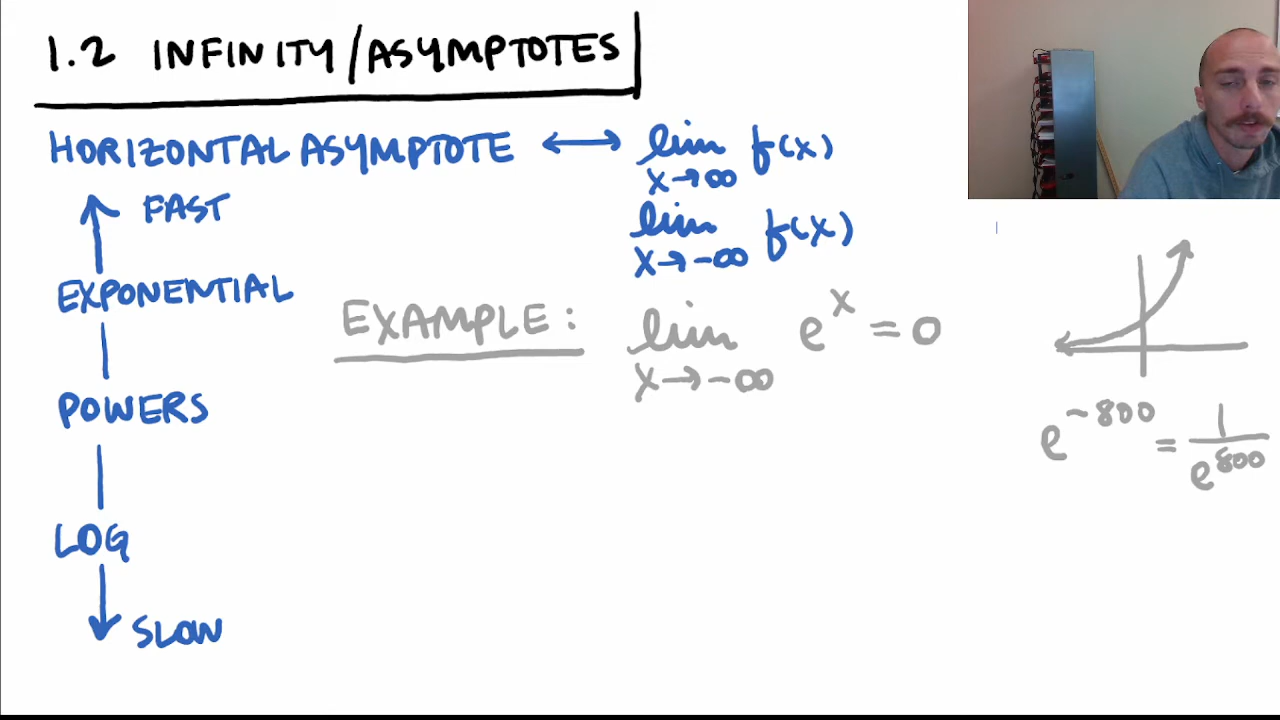 1.2 INFINITY/ASYMPTOTES
HORIZONTAL ASYMPTOTE ↔ lim x→∞ f(x)
lim x→-∞ f(x)
FAST
EXPONENTIAL
EXAMPLE: lim x→-∞ e^x = 0
POWERS
e^-800 = 1/e^800
LOG
SLOW